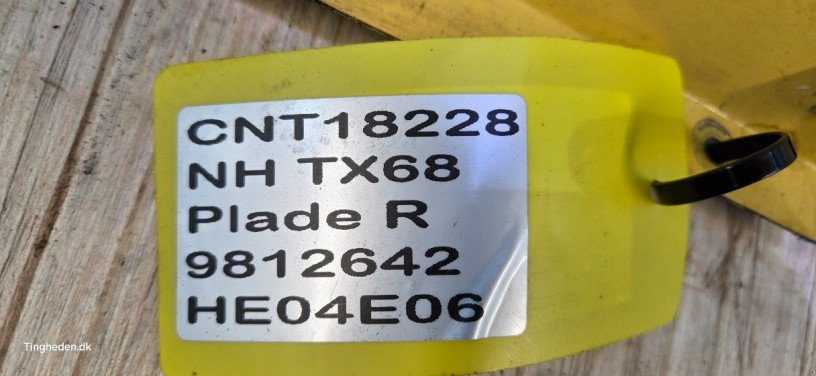 CNT18228
NH TX68
Plade R
9812642
HE04E06
Tingheden.dk